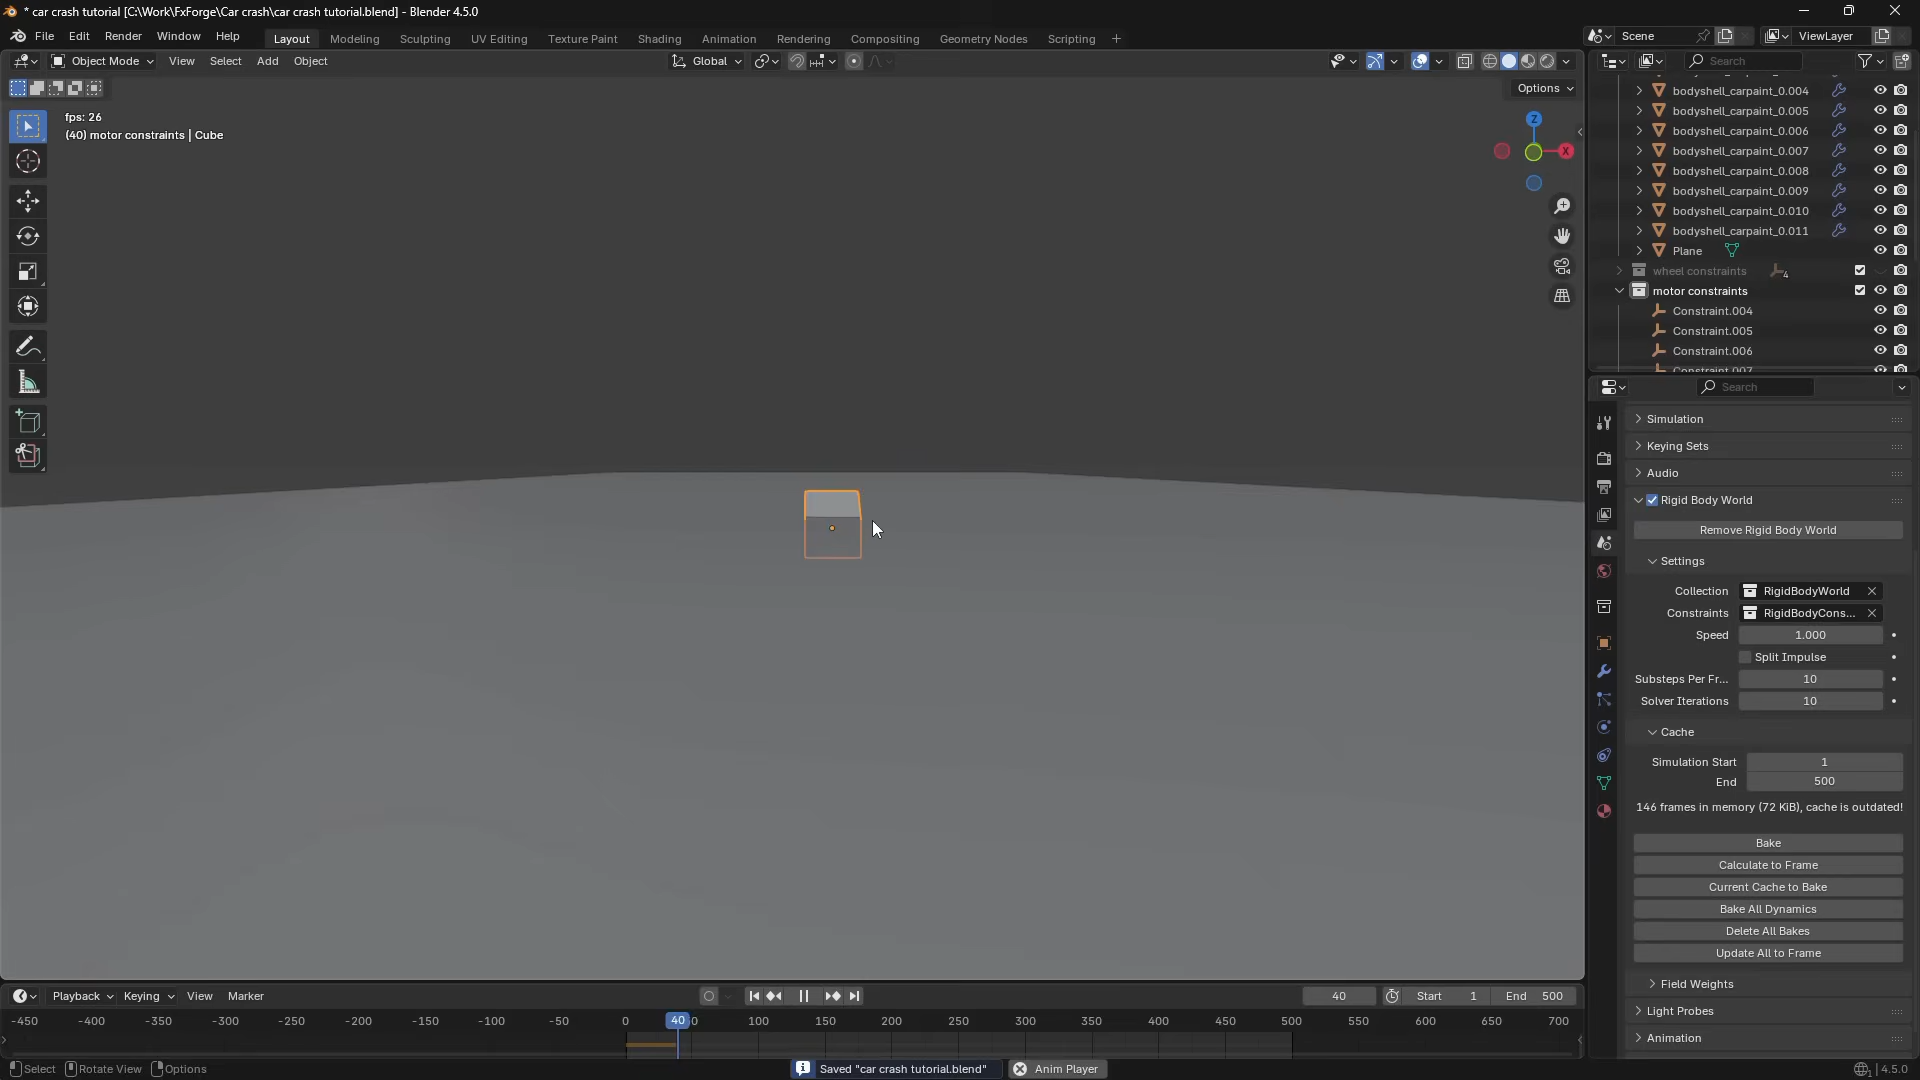 * car crash tutorial [C:\Work\FxForge\Car crash\car crash tutorial.blend] - Blender 4.5.0
File Edit Render Window Help
Layout Modeling Sculpting UV Editing Texture Paint Shading Animation Rendering Compositing Geometry Nodes Scripting +
Scene ViewLayer
Object Mode View Select Add Object
Global
Search
Options
fps: 26
(40) motor constraints | Cube
Z
X
bodyshell_carpaint_0.004
bodyshell_carpaint_0.005
bodyshell_carpaint_0.006
bodyshell_carpaint_0.007
bodyshell_carpaint_0.008
bodyshell_carpaint_0.009
bodyshell_carpaint_0.010
bodyshell_carpaint_0.011
Plane
wheel constraints 4
motor constraints
Constraint.004
Constraint.005
Constraint.006
Constraint.007
Search
Simulation
Keying Sets
Audio
Rigid Body World
Remove Rigid Body World
Settings
Collection RigidBodyWorld
Constraints RigidBodyCons...
Speed 1.000
Split Impulse
Substeps Per Fr... 10
Solver Iterations 10
Cache
Simulation Start 1
End 500
146 frames in memory (72 KiB), cache is outdated!
Bake
Calculate to Frame
Current Cache to Bake
Bake All Dynamics
Delete All Bakes
Update All to Frame
Field Weights
Light Probes
Animation
Playback Keying View Marker
40 Start 1 End 500
-450 -400 -350 -300 -250 -200 -150 -100 -50 0 40 100 150 200 250 300 350 400 450 500 550 600 650 700
Select Rotate View Options
Saved "car crash tutorial.blend" Anim Player
4.5.0